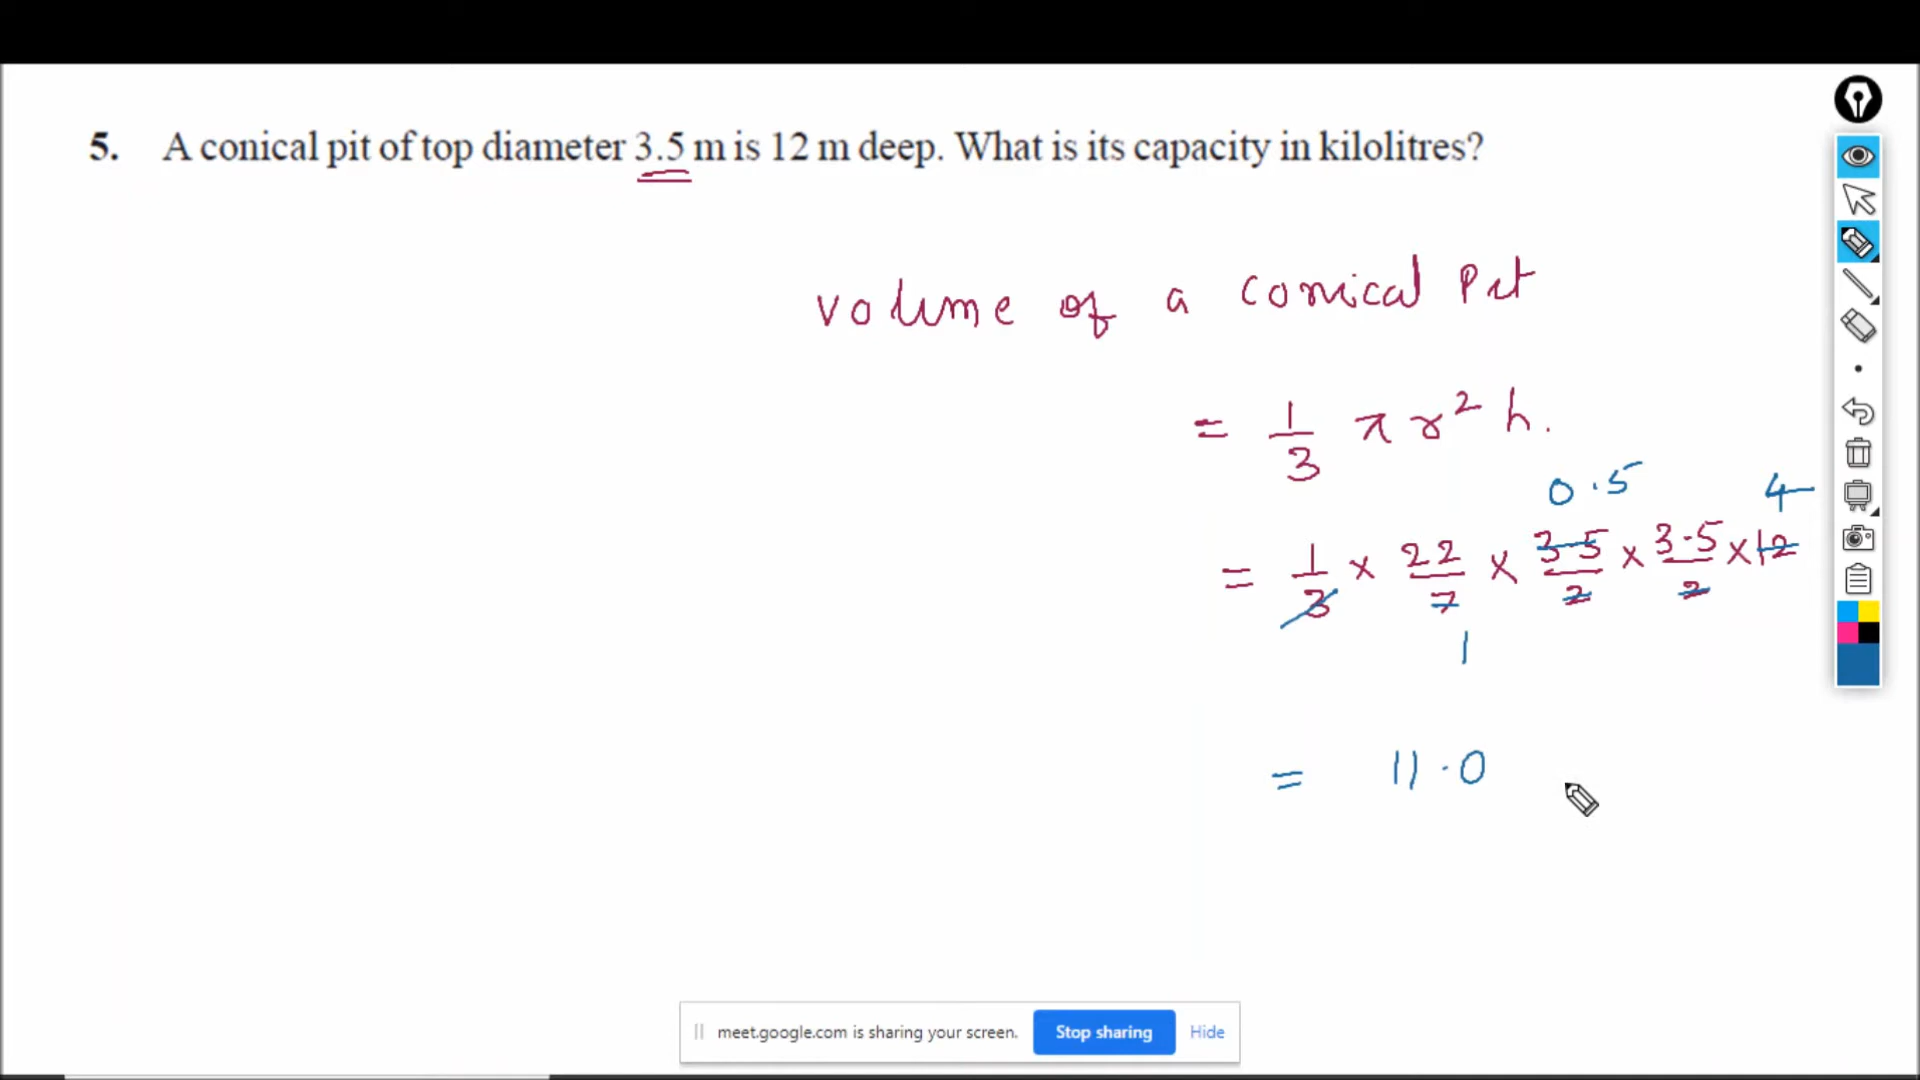 5. A conical pit of top diameter 3.5 m is 12 m deep. What is its capacity in kilolitres?
volume of a conical Pit
= 1/3 π r² h.
0.5 4
= 1/3 × 22/7 × 3.5/2 × 3.5/2 × 12
1
= 11.0
meet.google.com is sharing your screen. Stop sharing Hide